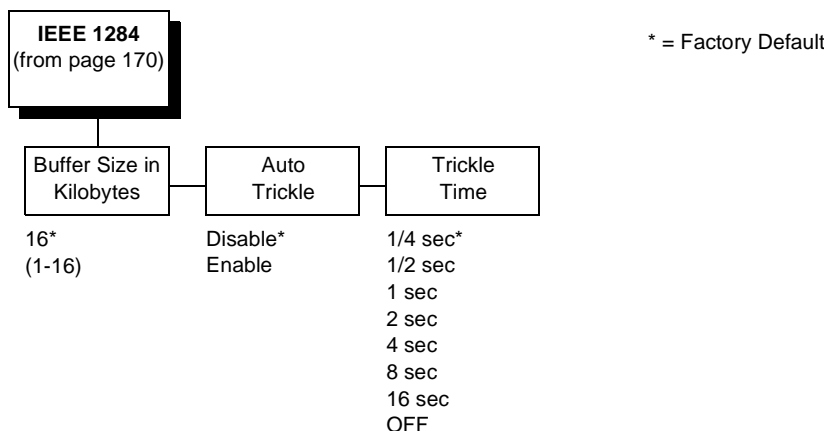 IEEE 1284
(from page 170)
* = Factory Default
Buffer Size in
Kilobytes
Auto
Trickle
Trickle
Time
16*
(1-16)
Disable*
Enable
1/4 sec*
1/2 sec
1 sec
2 sec
4 sec
8 sec
16 sec
OFF